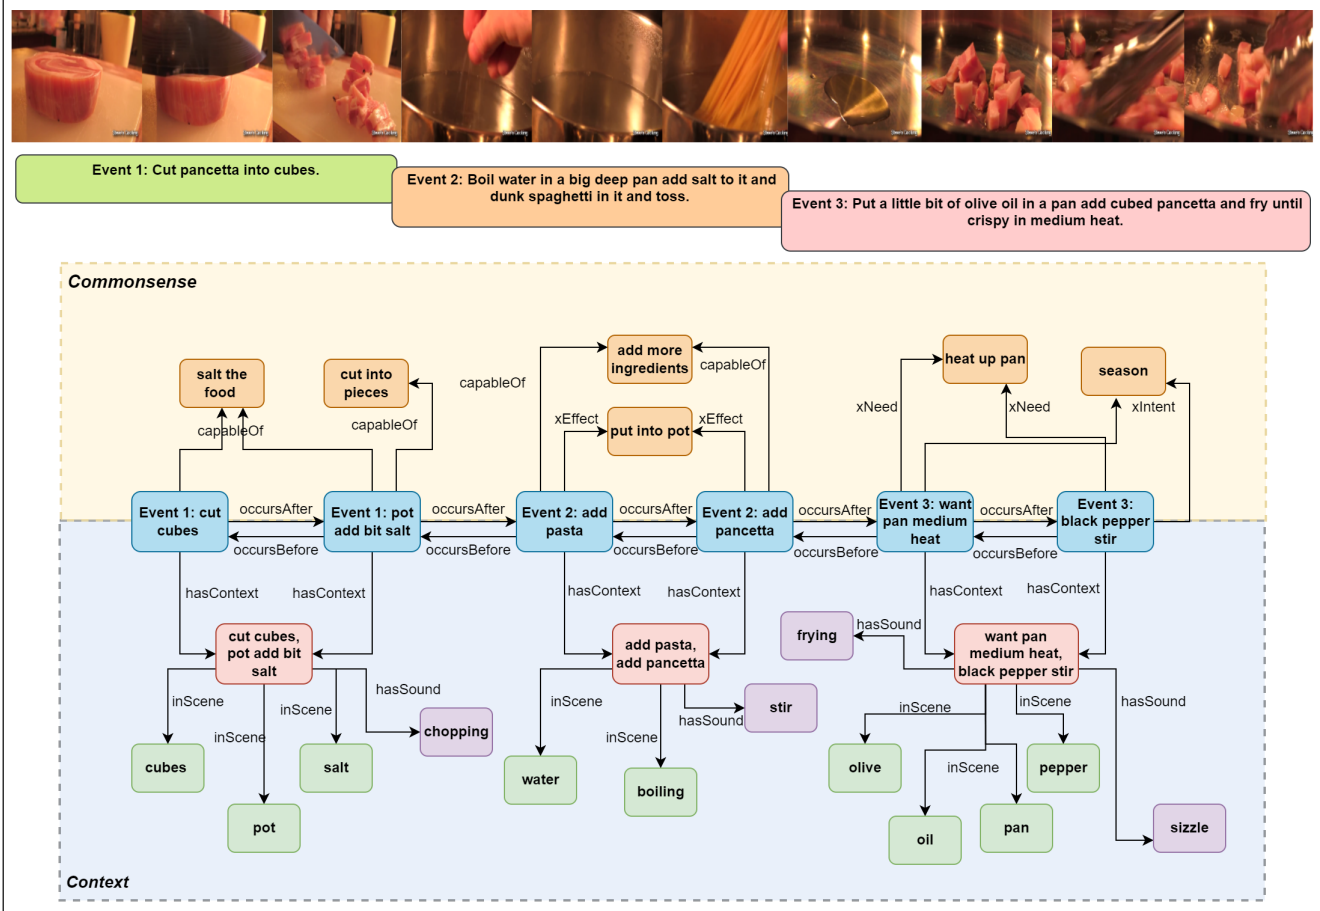 Event 1: Cut pancetta into cubes.
Event 2: Boil water in a big deep pan add salt to it and
dunk spaghetti in it and toss.
Event 3: Put a little bit of olive oil in a pan add cubed pancetta and fry until
crispy in medium heat.
Commonsense
salt the
food
cut into
pieces
add more
ingredients
put into pot
heat up pan
season
capableOf
capableOf
capableOf
capableOf
xEffect
xEffect
xNeed
xNeed
xIntent
Event 1: cut
cubes
occursAfter
occursBefore
Event 1: pot
add bit salt
occursAfter
occursBefore
Event 2: add
pasta
occursAfter
occursBefore
Event 2: add
pancetta
occursAfter
occursBefore
Event 3: want
pan medium
heat
occursAfter
occursBefore
Event 3:
black pepper
stir
hasContext
hasContext
hasContext
hasContext
hasContext
hasContext
cut cubes,
pot add bit
salt
add pasta,
add pancetta
want pan
medium heat,
black pepper stir
inScene
inScene
inScene
hasSound
cubes
pot
salt
chopping
inScene
inScene
hasSound
water
boiling
stir
hasSound
frying
inScene
inScene
inScene
hasSound
olive
oil
pan
pepper
sizzle
Context